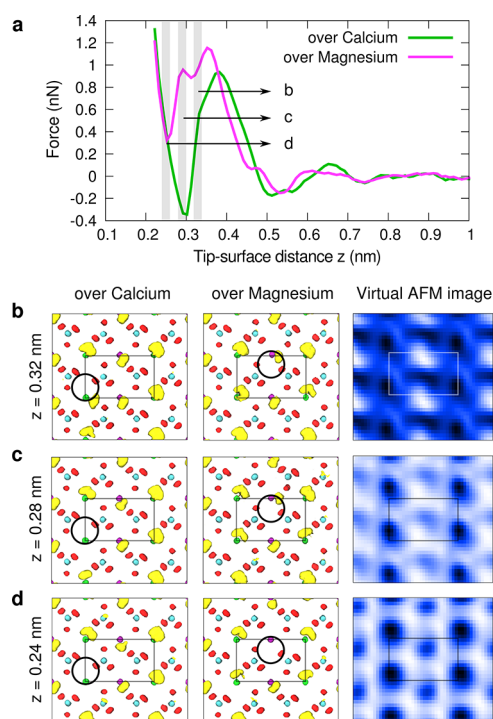 a
1.4
1.2
1
0.8
0.6
0.4
0.2
0
-0.2
-0.4
Force (nN)
over Calcium
over Magnesium
b
c
d
0.1 0.2 0.3 0.4 0.5 0.6 0.7 0.8 0.9 1
Tip-surface distance z (nm)
over Calcium over Magnesium Virtual AFM image
b
z = 0.32 nm
c
z = 0.28 nm
d
z = 0.24 nm